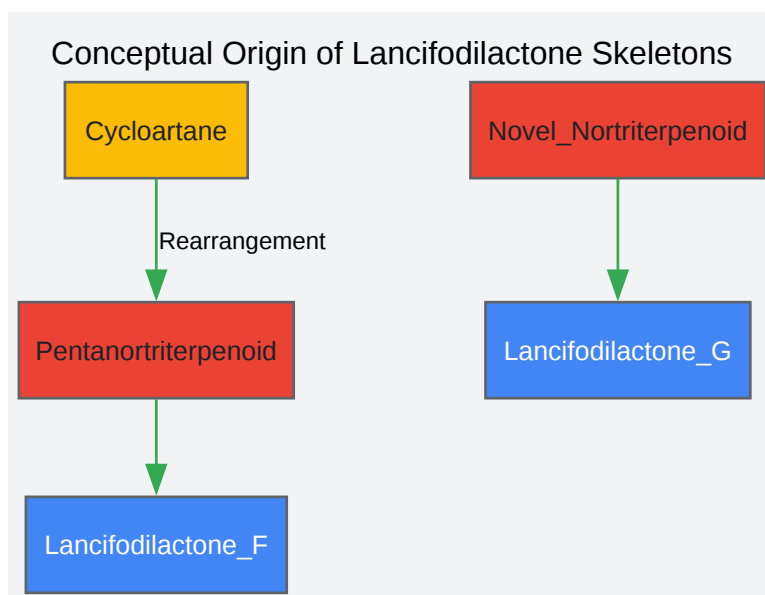 Conceptual Origin of Lancifodilactone Skeletons
Cycloartane
Novel_Nortriterpenoid
Rearrangement
Pentanortriterpenoid
Lancifodilactone_G
Lancifodilactone_F